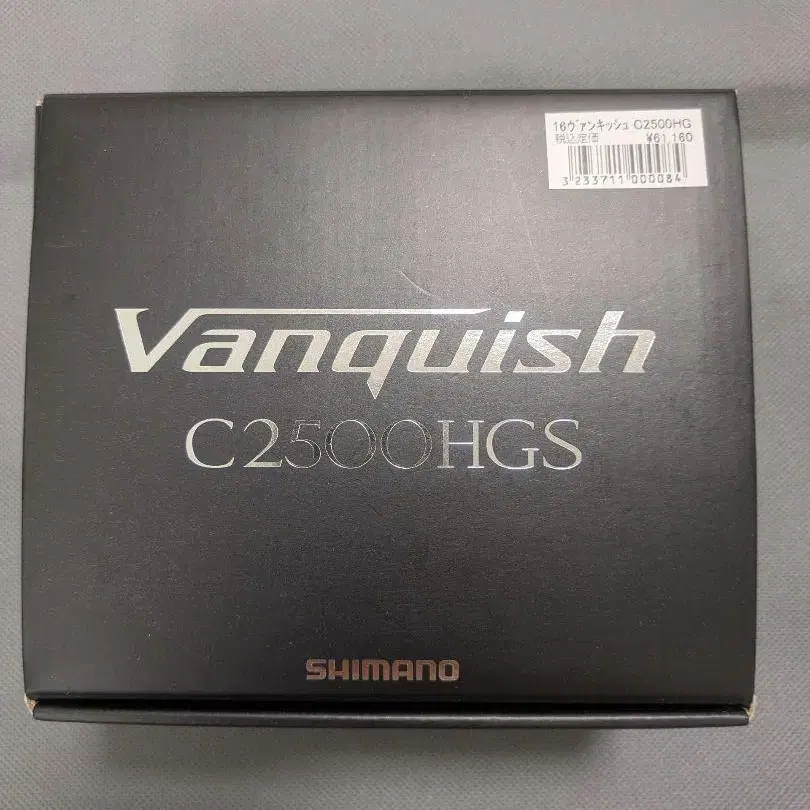 16ヴァンキッシュ C2500HG
税込定価 ¥61,160
3 233711 000084
Vanquish
C2500HGS
SHIMANO